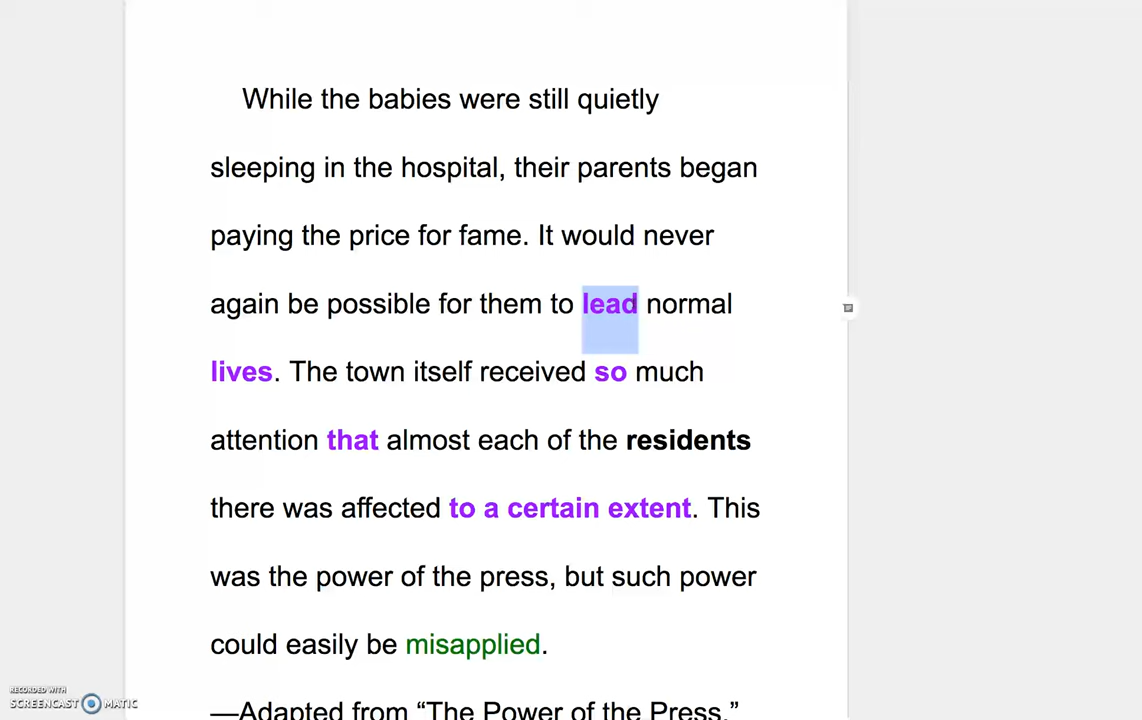 While the babies were still quietly
sleeping in the hospital, their parents began
paying the price for fame. It would never
again be possible for them to lead normal
lives. The town itself received so much
attention that almost each of the residents
there was affected to a certain extent. This
was the power of the press, but such power
could easily be misapplied.
—Adapted from “The Power of the Press,”
RECORDED WITH
SCREENCAST MATIC